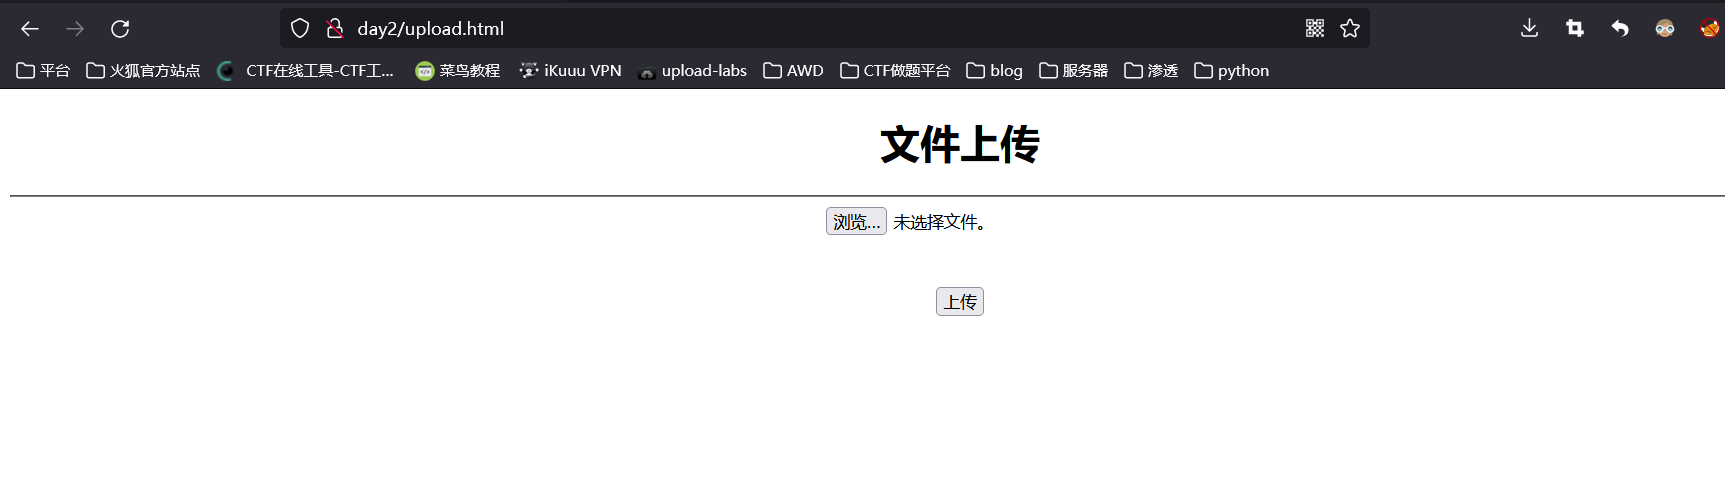 day2/upload.html
平台 火狐官方站点 CTF在线工具-CTF工... 菜鸟教程 iKuuu VPN upload-labs AWD CTF做题平台 blog 服务器 渗透 python
文件上传
浏览... 未选择文件。
上传